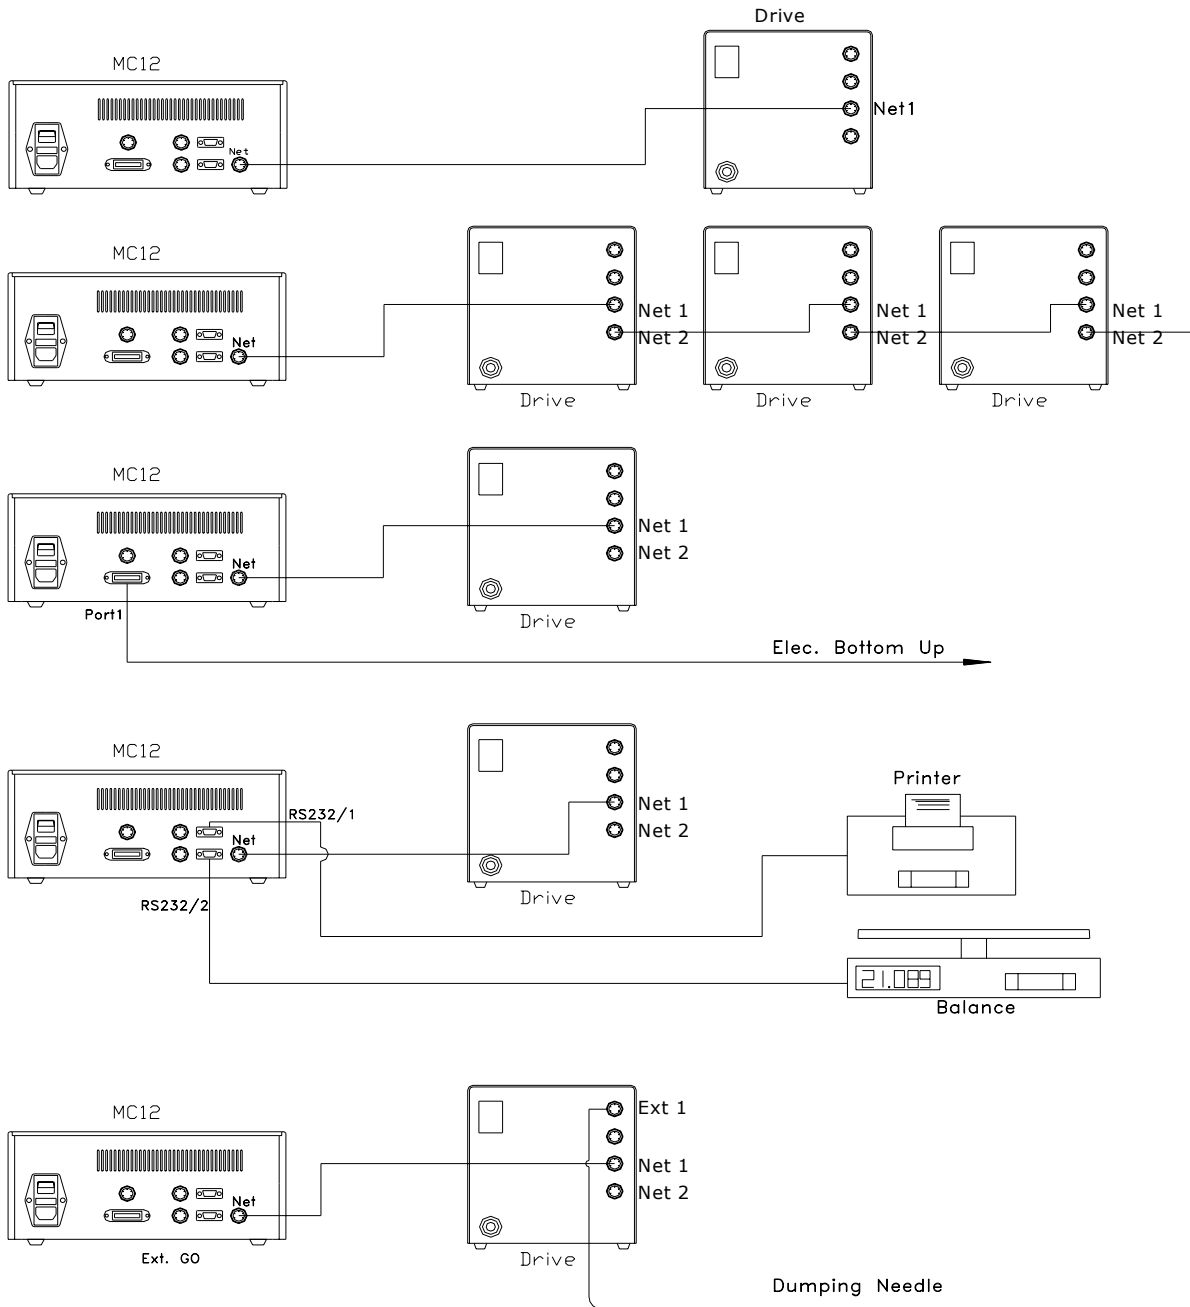 Drive
MC12
Net1
Net
MC12
Net 1
Net 1
Net 1
Net
Net 2
Net 2
Net 2
Drive
Drive
Drive
MC12
Net 1
Net
Net 2
Port1
Drive
Elec. Bottom Up
MC12
Printer
Net 1
RS232/1
Net
Net 2
Drive
RS232/2
21.089
Balance
MC12
Ext 1
Net 1
Net
Net 2
Ext. GO
Drive
Dumping Needle